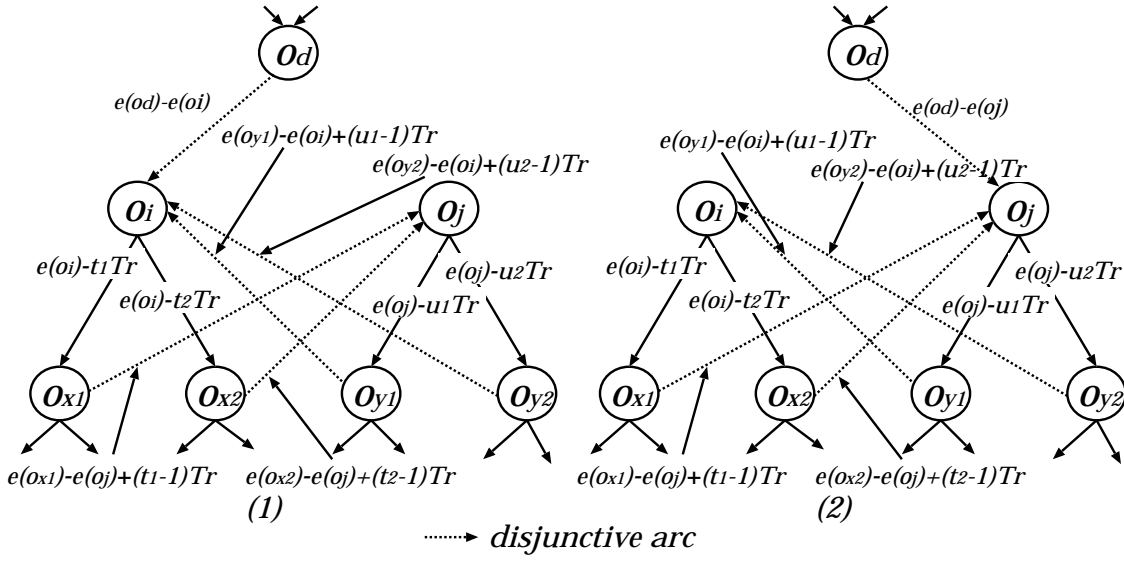 Od
Od
e(od)-e(oi)
e(od)-e(oj)
e(oy1)-e(oi)+(u1-1)Tr
e(oy1)-e(oi)+(u1-1)Tr
e(oy2)-e(oi)+(u2-1)Tr
e(oy2)-e(oi)+(u2-1)Tr
Oi
Oj
Oi
Oj
e(oi)-t1Tr
e(oj)-u2Tr
e(oi)-t1Tr
e(oj)-u2Tr
e(oi)-t2Tr
e(oj)-u1Tr
e(oi)-t2Tr
e(oj)-u1Tr
Ox1
Ox2
Oy1
Oy2
Ox1
Ox2
Oy1
Oy2
e(ox1)-e(oj)+(t1-1)Tr
e(ox2)-e(oj)+(t2-1)Tr
e(ox1)-e(oj)+(t1-1)Tr
e(ox2)-e(oj)+(t2-1)Tr
(1)
(2)
disjunctive arc